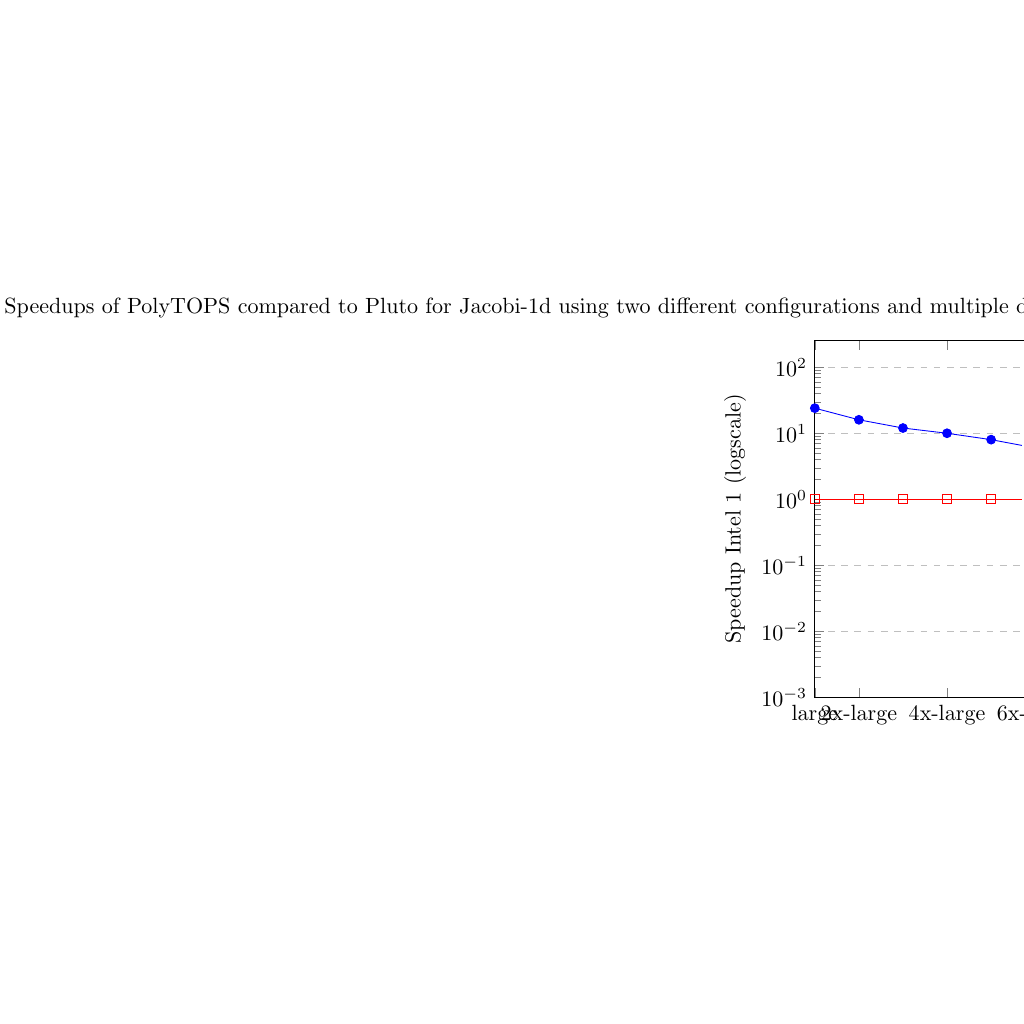 Speedups of PolyTOPS compared to Pluto for Jacobi-1d using two different configurations and multiple
Speedup Intel 1 (logscale)
10^2
10^1
10^0
10^−1
10^−2
10^−3
large 2x-large 4x-large